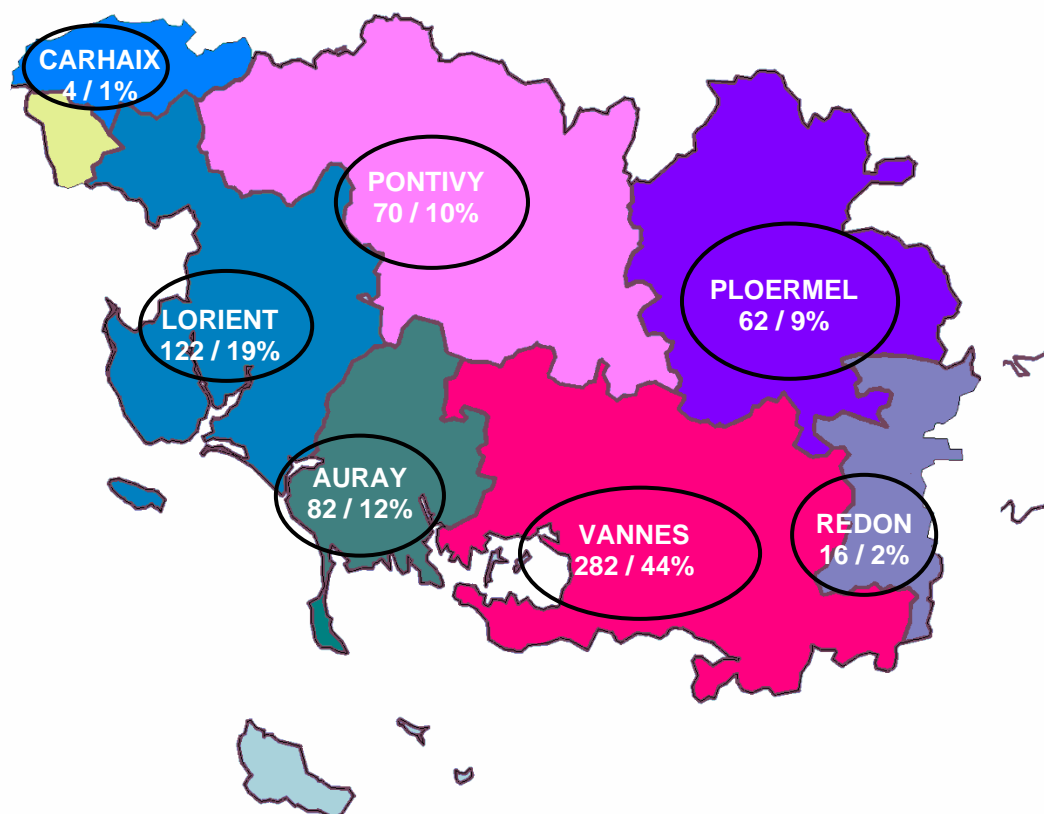 CARHAIX
4 / 1%
PONTIVY
70 / 10%
PLOERMEL
62 / 9%
LORIENT
122 / 19%
AURAY
82 / 12%
VANNES
282 / 44%
REDON
16 / 2%